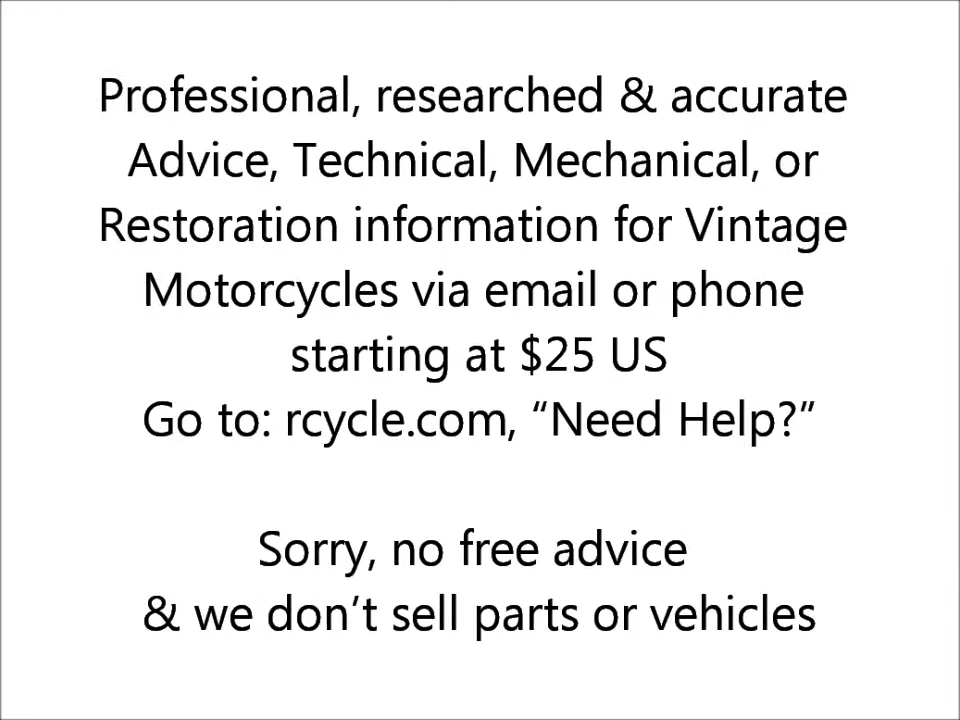 Professional, researched & accurate
Advice, Technical, Mechanical, or
Restoration information for Vintage
Motorcycles via email or phone
starting at $25 US
Go to: rcycle.com, “Need Help?”
Sorry, no free advice
& we don’t sell parts or vehicles